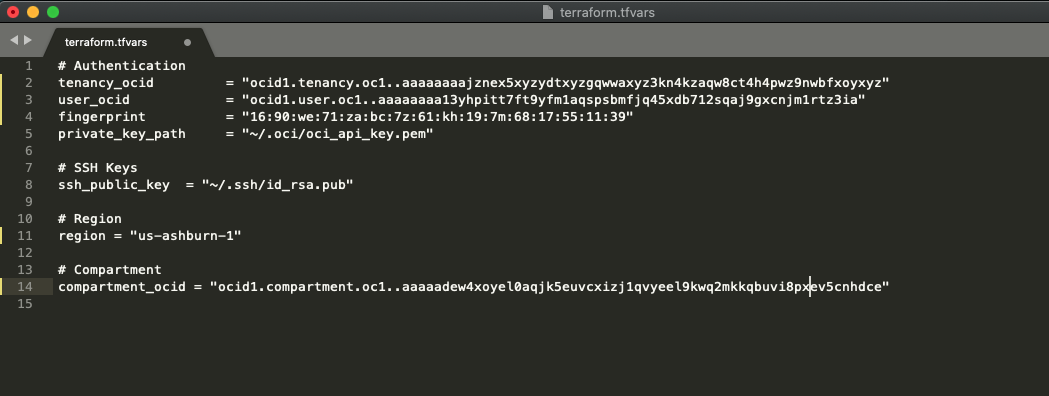 terraform.tfvars
terraform.tfvars
1 # Authentication
2 tenancy_ocid = "ocid1.tenancy.oc1..aaaaaaaajznex5xyzydtxyzgqwwaxyz3kn4kzaqw8ct4h4pwz9nwbfxoyxyz"
3 user_ocid = "ocid1.user.oc1..aaaaaaaa13yhpitt7ft9yfm1aqspsbmfjq45xdb712sqaj9gxcnjm1rtz3ia"
4 fingerprint = "16:90:we:71:za:bc:7z:61:kh:19:7m:68:17:55:11:39"
5 private_key_path = "~/.oci/oci_api_key.pem"
6
7 # SSH Keys
8 ssh_public_key = "~/.ssh/id_rsa.pub"
9
10 # Region
11 region = "us-ashburn-1"
12
13 # Compartment
14 compartment_ocid = "ocid1.compartment.oc1..aaaaadew4xoyel0aqjk5euvcxizj1qvyeel9kwq2mkkqbuvi8pxev5cnhdce"
15